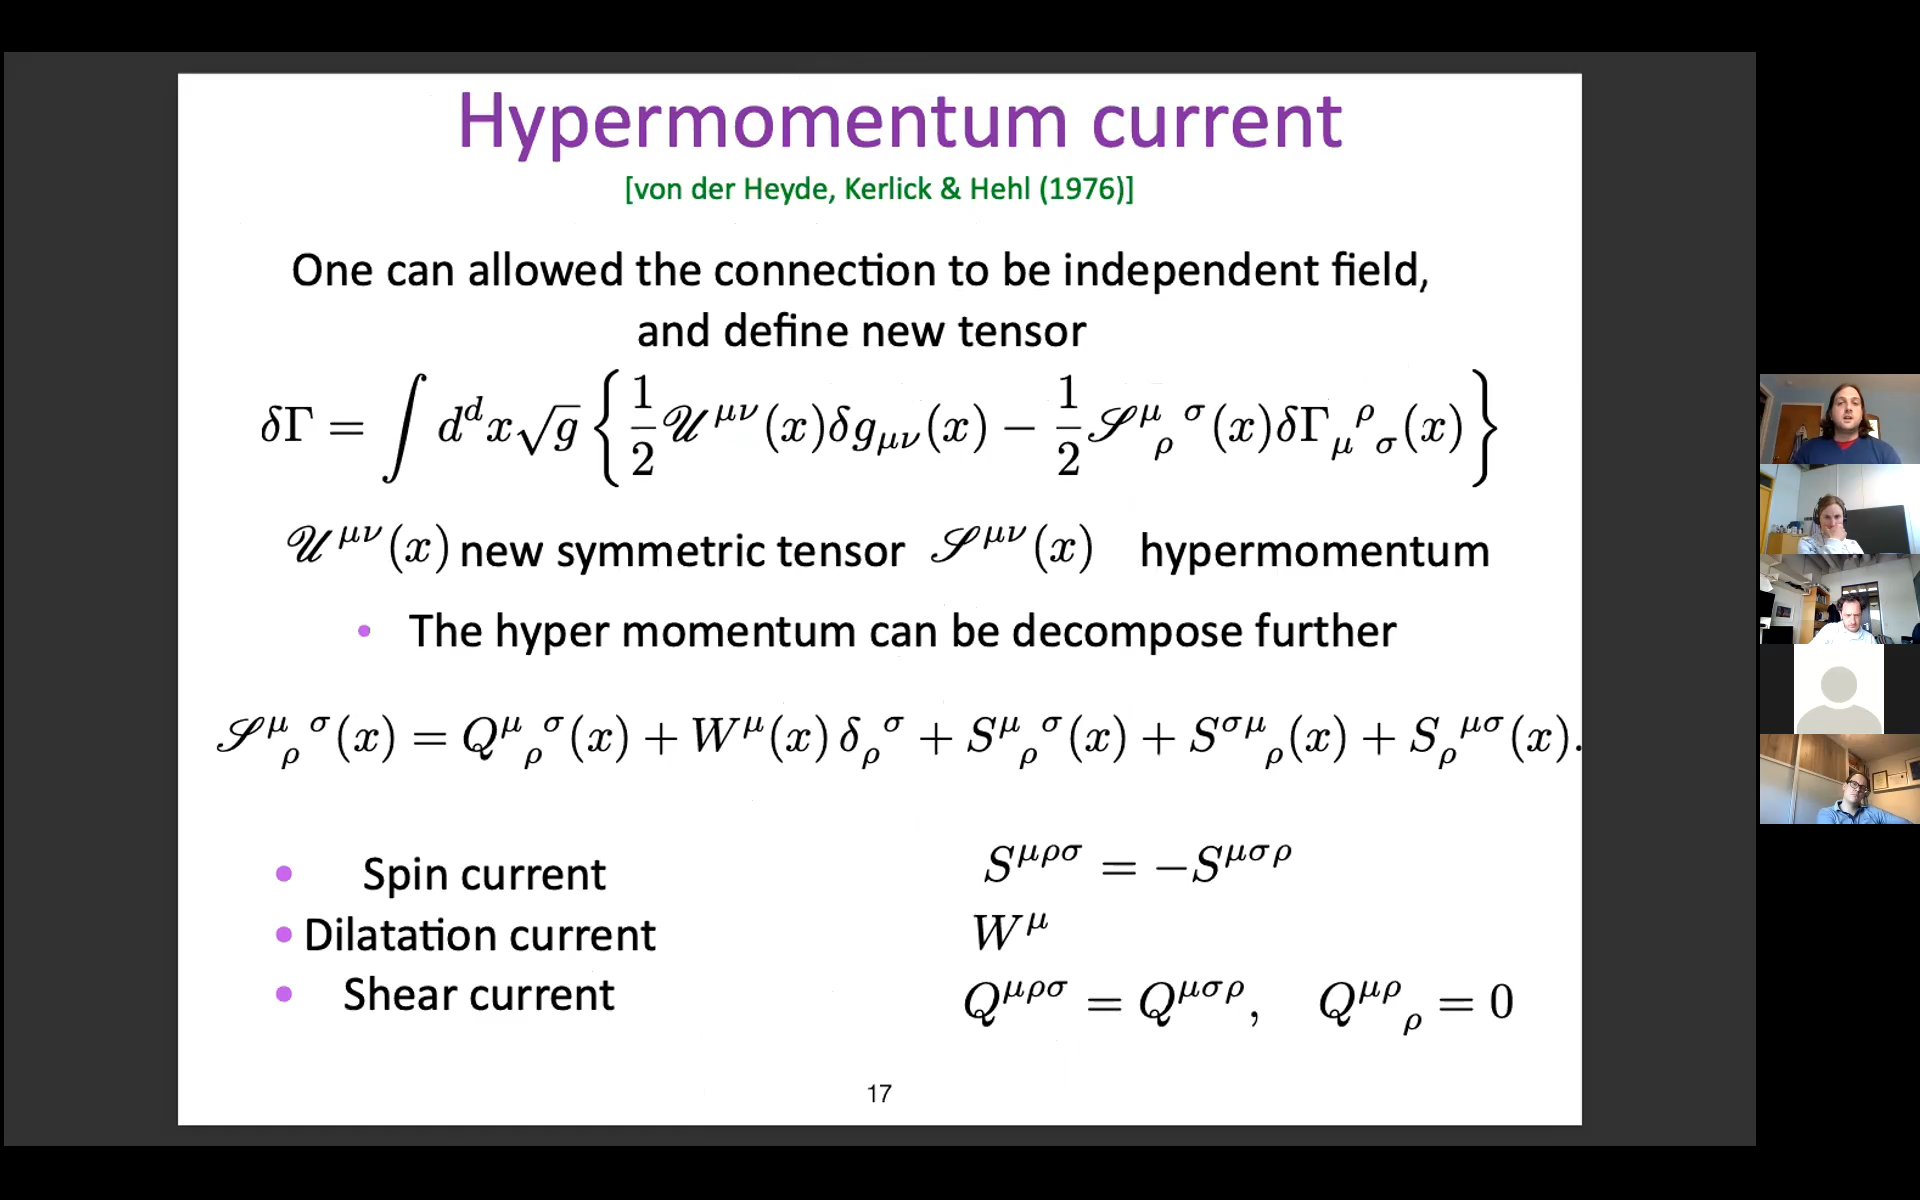 Hypermomentum current
[von der Heyde, Kerlick & Hehl (1976)]
One can allowed the connection to be independent field,
and define new tensor
δΓ = ∫ d^d x √g { 1/2 𝒰^{μν}(x) δg_{μν}(x) − 1/2 𝒮^μ_ρ^σ(x) δΓ_μ^ρ_σ(x) }
𝒰^{μν}(x) new symmetric tensor 𝒮^{μν}(x) hypermomentum
• The hyper momentum can be decompose further
𝒮^μ_ρ^σ(x) = Q^μ_ρ^σ(x) + W^μ(x) δ_ρ^σ + S^μ_ρ^σ(x) + S^{σμ}_ρ(x) + S_ρ^{μσ}(x).
• Spin current S^{μρσ} = −S^{μσρ}
• Dilatation current W^μ
• Shear current Q^{μρσ} = Q^{μσρ}, Q^{μρ}_ρ = 0
17